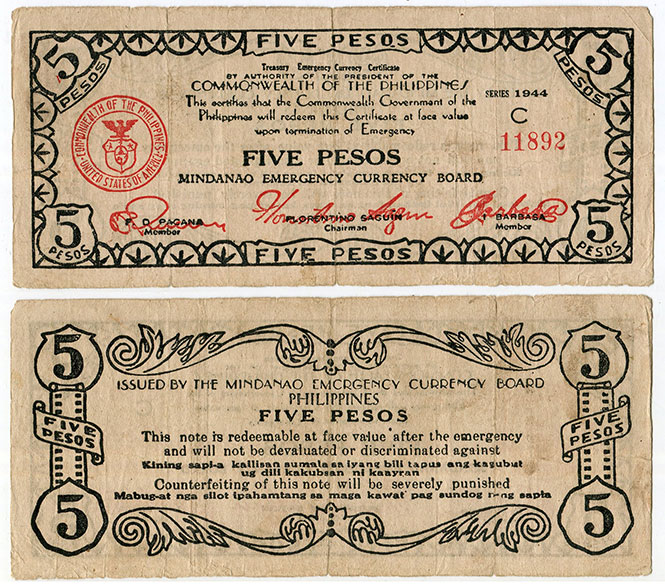 FIVE PESOS
5 PESOS
5 PESOS
Treasury Emergency Currency Certificate
BY AUTHORITY OF THE PRESIDENT OF THE
COMMONWEALTH OF THE PHILIPPINES
This certifies that the Commonwealth Government of the
Philippines will redeem this Certificate at face value
upon termination of Emergency
SERIES 1944
C
11892
COMMONWEALTH OF THE PHILIPPINES
UNITED STATES OF AMERICA
FIVE PESOS
MINDANAO EMERGENCY CURRENCY BOARD
P. D. PACANA
Member
FLORENTINO SAGUIN
Chairman
BARBASA
Member
5 PESOS
5 PESOS
FIVE PESOS
5
5
ISSUED BY THE MINDANAO EMERGENCY CURRENCY BOARD
PHILIPPINES
FIVE PESOS
FIVE PESOS
FIVE PESOS
This note is redeemable at face value after the emergency
and will not be devaluated or discriminated against
Kining sapi-a kalIisan sumalasa iyang bili tapus ang kagubut
ug dili kakubsan ni kaayran
Counterfeiting of this note will be severely punished
Mabug-at nga silot ipahamtang sa maga kawat pag sundog sapia
5
5